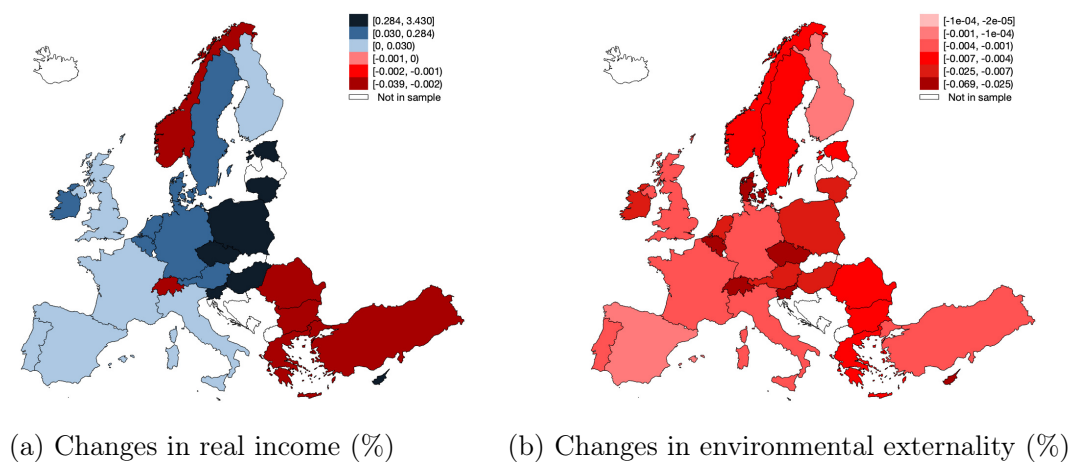 [0.284, 3.430]
[0.030, 0.284)
[0, 0.030)
[-0.001, 0)
[-0.002, -0.001)
[-0.039, -0.002)
Not in sample
[-1e-04, -2e-05]
[-0.001, -1e-04)
[-0.004, -0.001)
[-0.007, -0.004)
[-0.025, -0.007)
[-0.069, -0.025)
Not in sample
(a) Changes in real income (%)
(b) Changes in environmental externality (%)